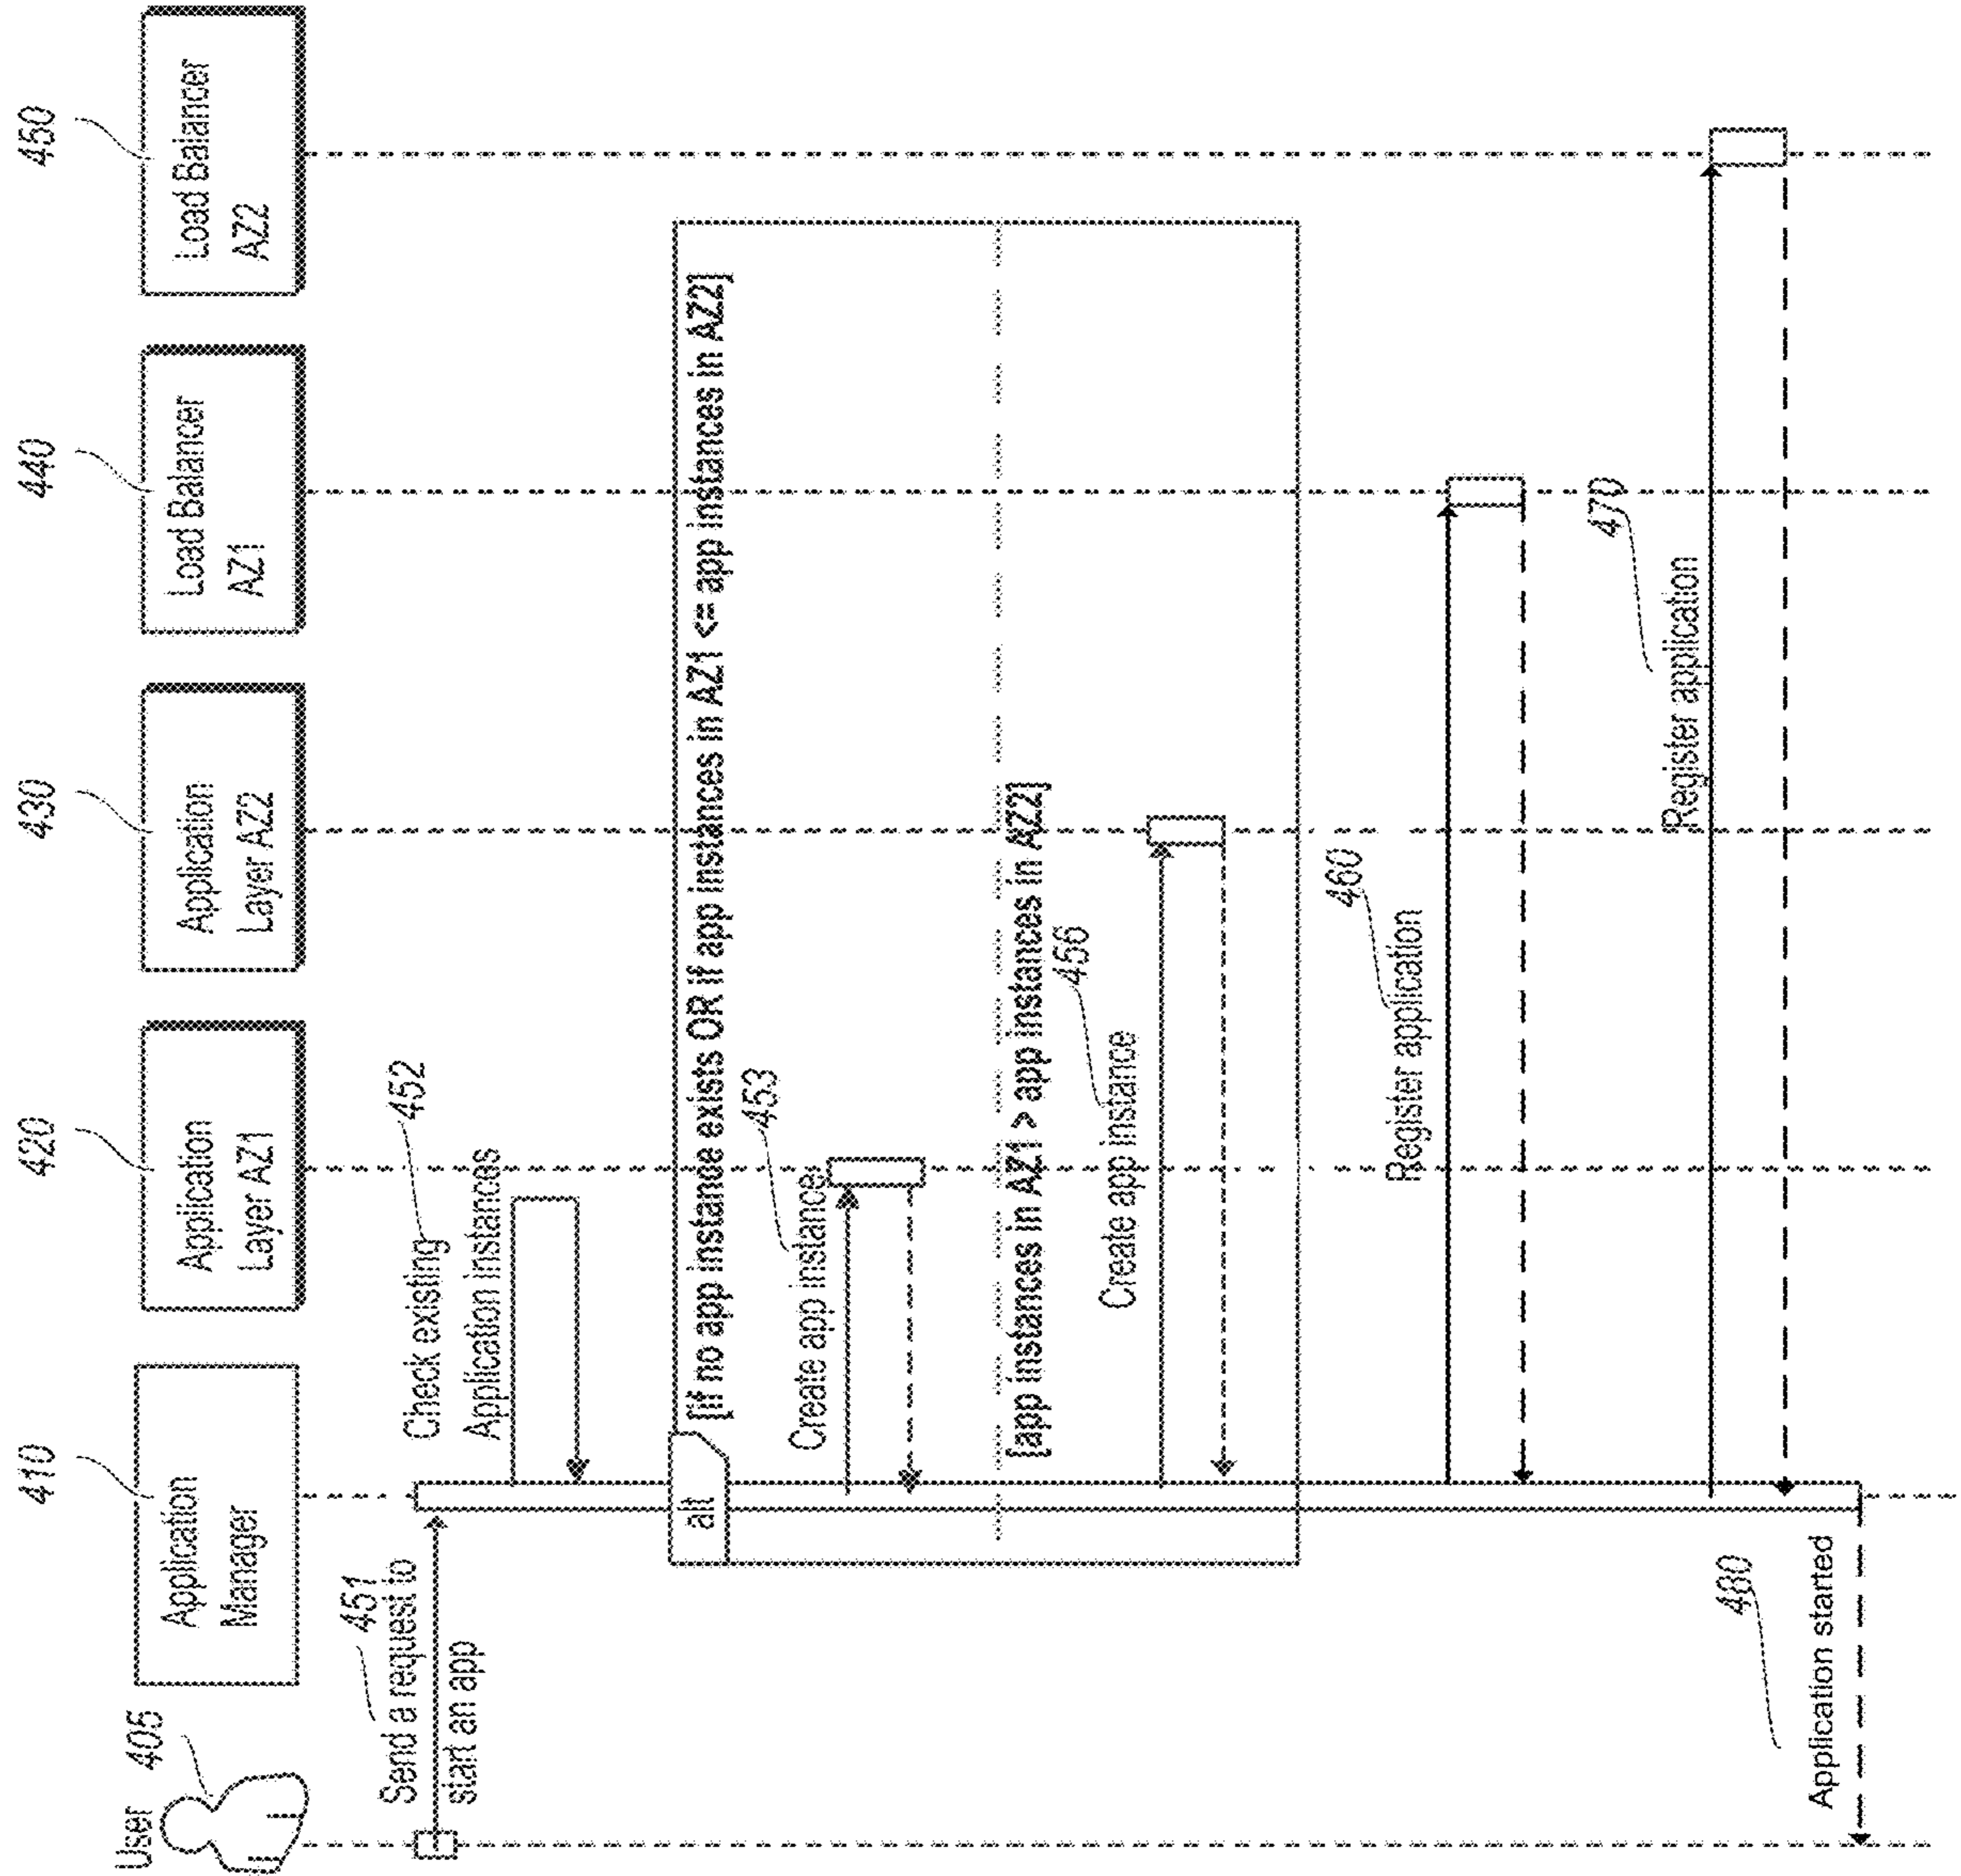 User
405
410
Application
Manager
420
Application
Layer AZ1
430
Application
Layer AZ2
440
Load Balancer
AZ1
450
Load Balancer
AZ2
451
Send a request to
start an app
452
Check existing
Application instances
alt
[if no app instance exists OR if app instances in AZ1 <= app instances in AZ2]
453
Create app instance
[app instances in AZ1 > app instances in AZ2]
456
Create app instance
460
Register application
470
Register application
480
Application started